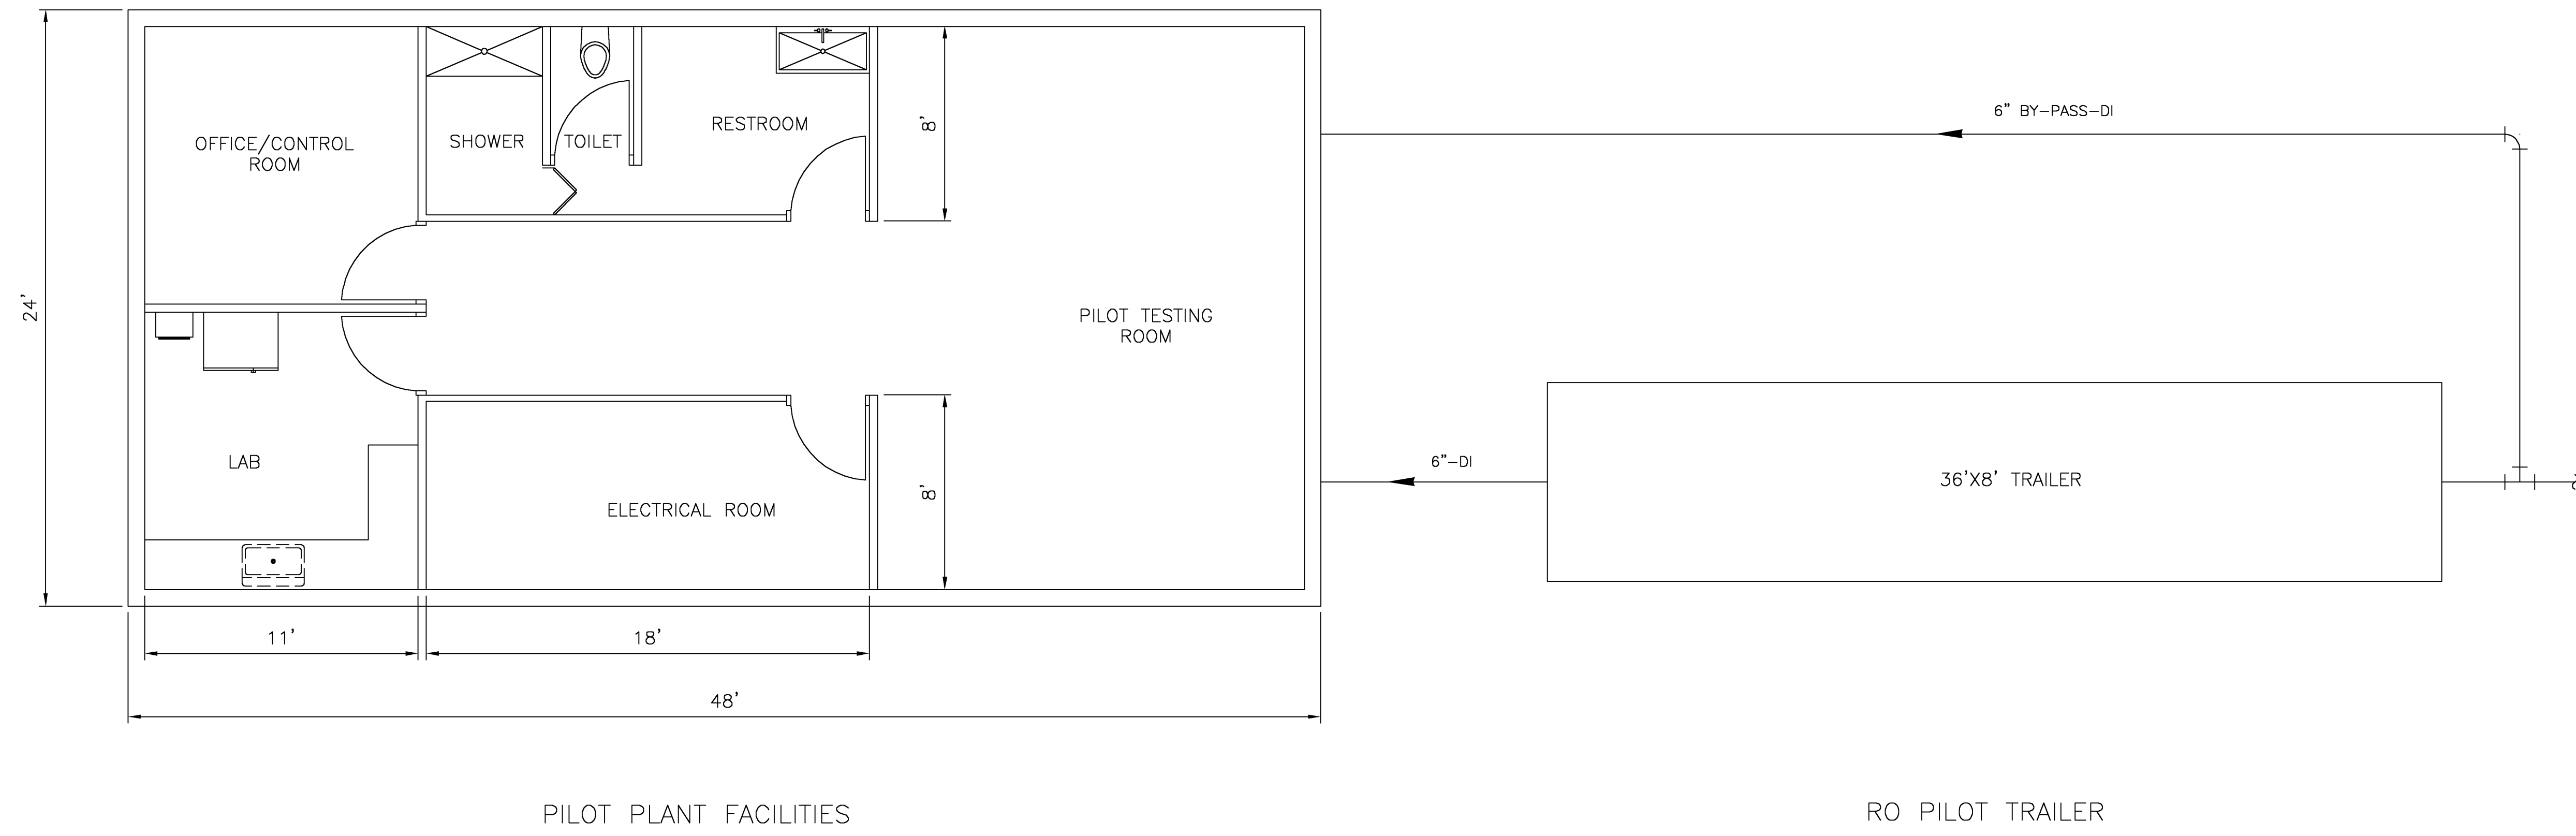 6” BY-PASS-DI
8'
SHOWER
TOILET
RESTROOM
OFFICE/CONTROL
ROOM
24'
PILOT TESTING
ROOM
6”-DI
36'X8' TRAILER
LAB
8'
ELECTRICAL ROOM
11'
18'
48'
PILOT PLANT FACILITIES
RO PILOT TRAILER